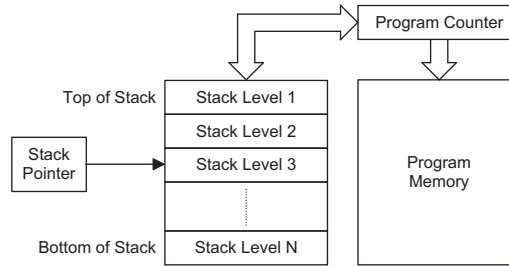 Program Counter
Top of Stack
Stack Level 1
Stack Level 2
Stack
Pointer
Stack Level 3
Program
Memory
Bottom of Stack
Stack Level N